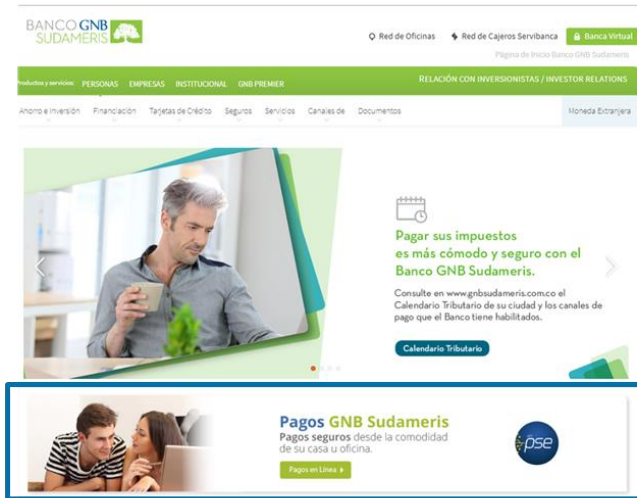 BANCO GNB
SUDAMERIS
Red de Oficinas
Red de Cajeros Servibanca
Banca Virtual
Página de Inicio Banco GNB Sudameris
Productos y servicios: PERSONAS EMPRESAS INSTITUCIONAL GNB PREMIER
RELACIÓN CON INVERSIONISTAS / INVESTOR RELATIONS
Ahorro e Inversión Financiación Tarjetas de Crédito Seguros Servicios Canales de Documentos Moneda Extranjera
Pagar sus impuestos
es más cómodo y seguro con el
Banco GNB Sudameris.
Consulte en www.gnbsudameris.com.co el
Calendario Tributario de su ciudad y los canales de
pago que el Banco tiene habilitados.
Calendario Tributario
Pagos GNB Sudameris
Pagos seguros desde la comodidad
de su casa u oficina.
Pagos en Línea
pse